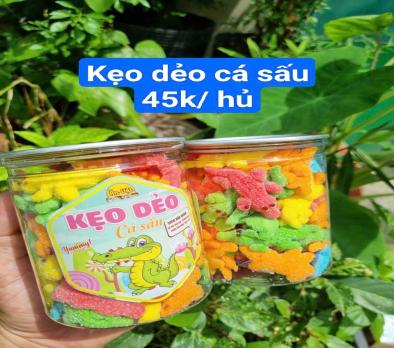 Kẹo dẻo cá sấu
45k/ hủ
KẸO DẺO
Cá sấu
Yummy!